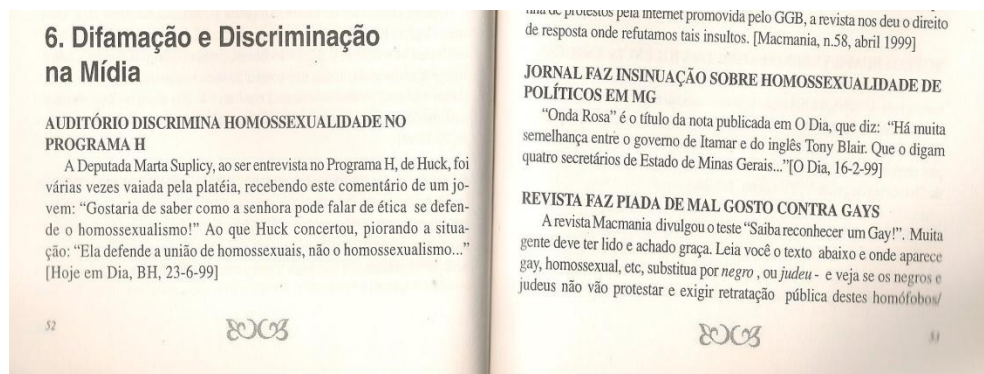 6. Difamação e Discriminação
na Mídia
AUDITÓRIO DISCRIMINA HOMOSSEXUALIDADE NO
PROGRAMA H
A Deputada Marta Suplicy, ao ser entrevista no Programa H, de Huck, foi
várias vezes vaiada pela platéia, recebendo este comentário de um jo-
vem: “Gostaria de saber como a senhora pode falar de ética se defen-
de o homossexualismo!” Ao que Huck concertou, piorando a situa-
ção: “Ela defende a união de homossexuais, não o homossexualismo...”
[Hoje em Dia, BH, 23-6-99]
52
de protestos pela internet promovida pelo GGB, a revista nos deu o direito
de resposta onde refutamos tais insultos. [Macmania, n.58, abril 1999]
JORNAL FAZ INSINUAÇÃO SOBRE HOMOSSEXUALIDADE DE
POLÍTICOS EM MG
“Onda Rosa” é o título da nota publicada em O Dia, que diz: “Há muita
semelhança entre o governo de Itamar e do inglês Tony Blair. Que o digam
quatro secretários de Estado de Minas Gerais...”[O Dia, 16-2-99]
REVISTA FAZ PIADA DE MAL GOSTO CONTRA GAYS
A revista Macmania divulgou o teste “Saiba reconhecer um Gay!”. Muita
gente deve ter lido e achado graça. Leia você o texto abaixo e onde aparece
gay, homossexual, etc, substitua por negro , ou judeu - e veja se os negros e
judeus não vão protestar e exigir retratação pública destes homófobos/